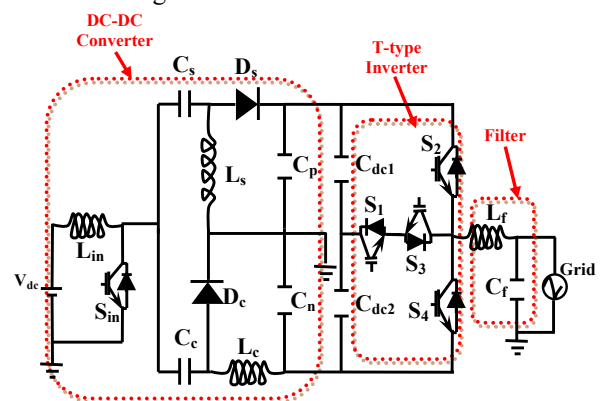 DC-DC
Converter
T-type
Inverter
Filter
Cs
Ds
Ls
Cp
Cdc1
S2
S1
S3
Lf
Lin
Vdc
Sin
Dc
Cn
Cdc2
S4
Cf
Grid
Cc
Lc